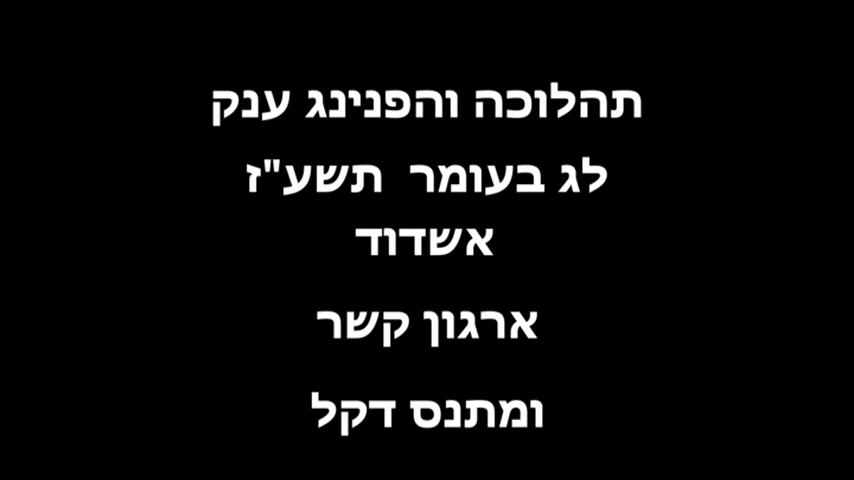 תהלוכה והפנינג ענק
לג בעומר תשע"ז
אשדוד
ארגון קשר
ומתנס דקל